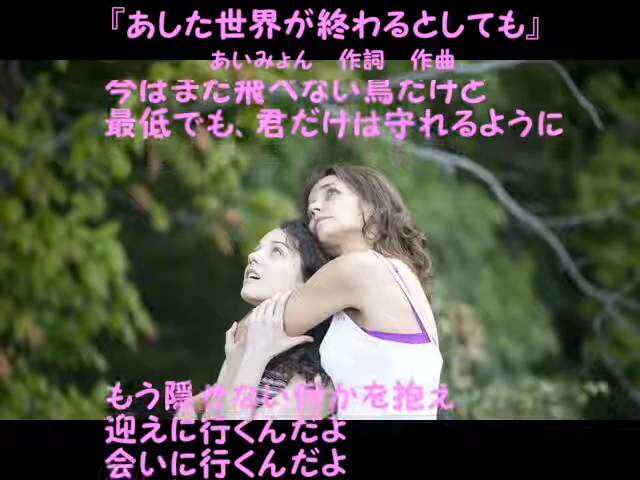 『あした世界が終わるとしても』
あいみょん 作詞 作曲
今はまだ飛べない鳥だけど
最低でも、君だけは守れるように
もう隠せない何かを抱え
迎えに行くんだよ
会いに行くんだよ